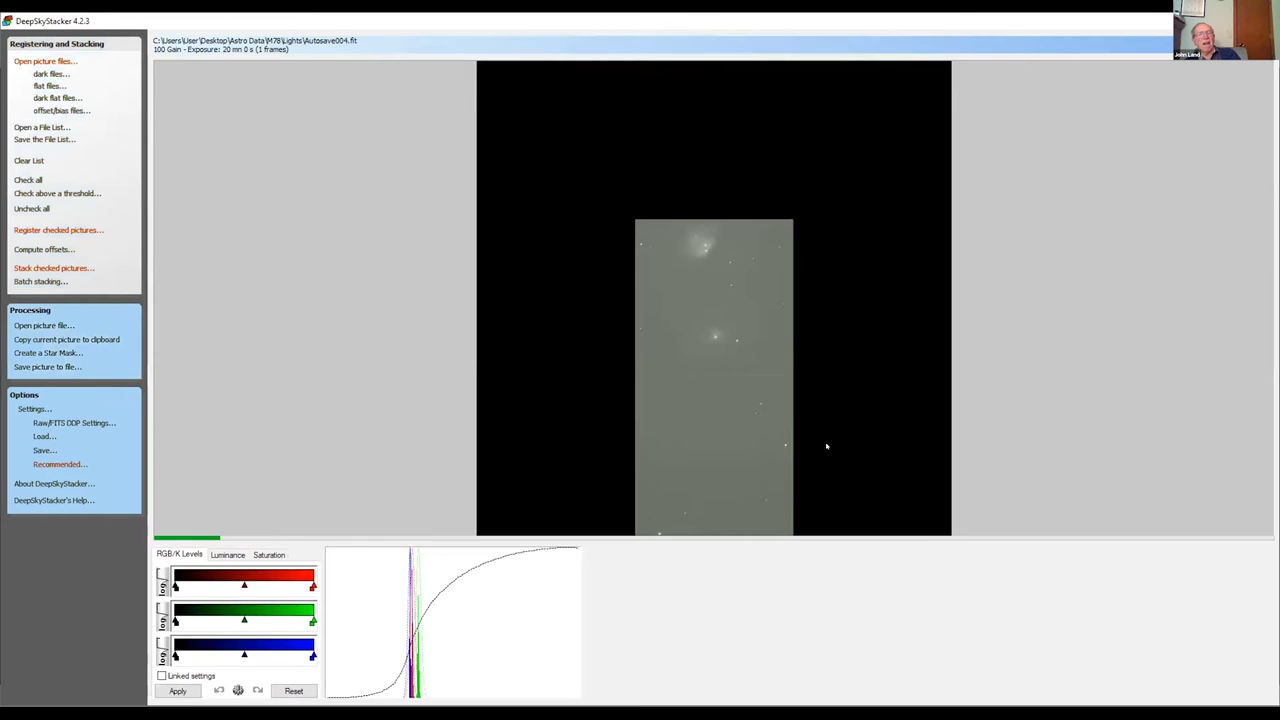 DeepSkyStacker 4.2.3
Registering and Stacking
Open picture files...
dark files...
flat files...
dark flat files...
offset/bias files...
Open a File List...
Save the File List...
Clear List
Check all
Check above a threshold...
Uncheck all
Register checked pictures...
Compute offsets...
Stack checked pictures...
Batch stacking...
Processing
Open picture file...
Copy current picture to clipboard
Create a Star Mask...
Save picture to file...
Options
Settings...
Raw/FITS DDP Settings...
Load...
Save...
Recommended...
About DeepSkyStacker...
DeepSkyStacker's Help...
C:\Users\User\Desktop\Astro Data\M78\Lights\Autosave004.fit
100 Gain - Exposure: 20 mn 0 s (1 frames)
John Land
RGB/K Levels
Luminance
Saturation
log
log
log
Linked settings
Apply
Reset